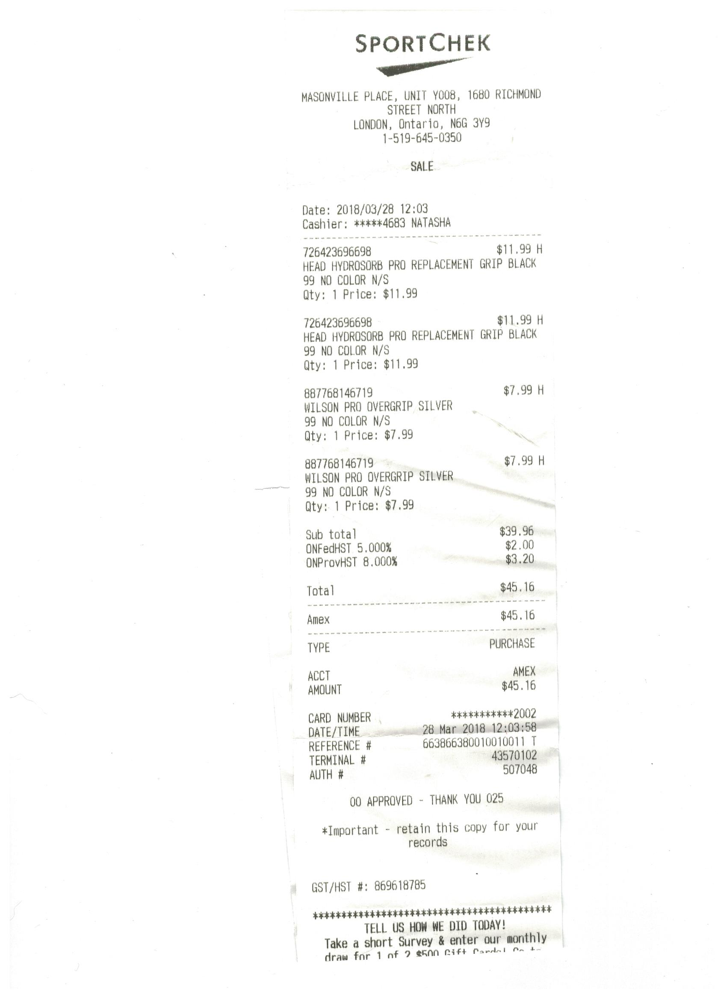 SPORTCHEK
MASONVILLE PLACE, UNIT Y008, 1680 RICHMOND
STREET NORTH
LONDON, Ontario, N6G 3Y9
1-519-645-0350
SALE
Date: 2018/03/28 12:03
Cashier: *****4683 NATASHA
----------------------------------------
726423696698 $11.99 H
HEAD HYDROSORB PRO REPLACEMENT GRIP BLACK
99 NO COLOR N/S
Qty: 1 Price: $11.99
726423696698 $11.99 H
HEAD HYDROSORB PRO REPLACEMENT GRIP BLACK
99 NO COLOR N/S
Qty: 1 Price: $11.99
887768146719 $7.99 H
WILSON PRO OVERGRIP SILVER
99 NO COLOR N/S
Qty: 1 Price: $7.99
887768146719 $7.99 H
WILSON PRO OVERGRIP SILVER
99 NO COLOR N/S
Qty: 1 Price: $7.99
Sub total $39.96
ONFedHST 5.000% $2.00
ONProvHST 8.000% $3.20
Total $45.16
----------------------------------------
Amex $45.16
----------------------------------------
TYPE PURCHASE
ACCT AMEX
AMOUNT $45.16
CARD NUMBER ***********2002
DATE/TIME 28 Mar 2018 12:03:58
REFERENCE # 663866380010010011 T
TERMINAL # 43570102
AUTH # 507048
00 APPROVED - THANK YOU 025
*Important - retain this copy for your
records
GST/HST #: 869618785
******************************************
TELL US HOW WE DID TODAY!
Take a short Survey & enter our monthly
draw for 1 of 2 $500 Gift Cards! Go to